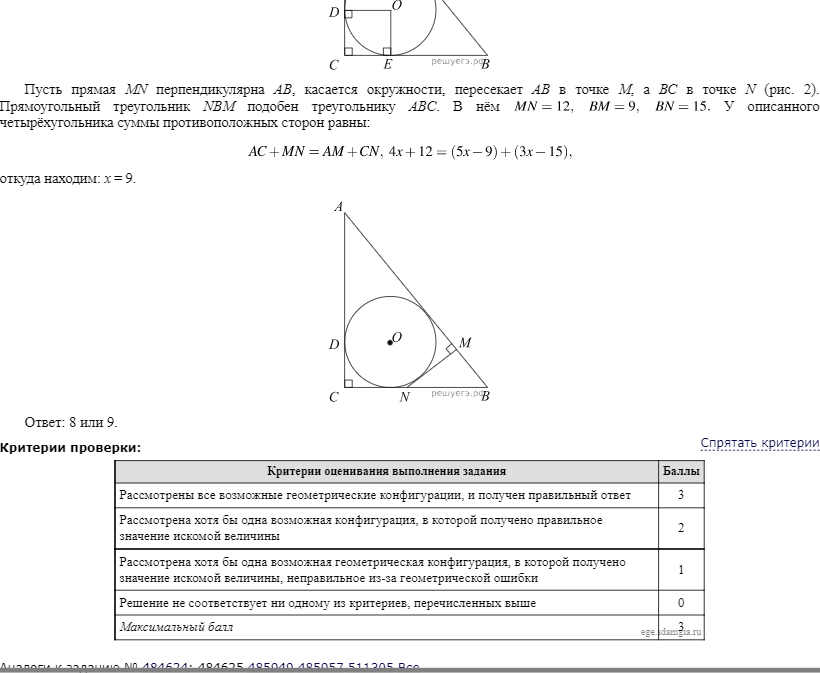 D
O
C
E
решуегэ.рф
B
Пусть прямая MN перпендикулярна AB, касается окружности, пересекает AB в точке M, а BC в точке N (рис. 2).
Прямоугольный треугольник NBM подобен треугольнику ABC. В нём MN = 12, BM = 9, BN = 15. У описанного
четырёхугольника суммы противоположных сторон равны:
AC + MN = AM + CN, 4x + 12 = (5x − 9) + (3x − 15),
откуда находим: x = 9.
A
D
O
M
C
N
решуегэ.рф
B
Ответ: 8 или 9.
Критерии проверки:
Спрятать критерии
Критерии оценивания выполнения задания Баллы
Рассмотрены все возможные геометрические конфигурации, и получен правильный ответ 3
Рассмотрена хотя бы одна возможная конфигурация, в которой получено правильное
значение искомой величины 2
Рассмотрена хотя бы одна возможная геометрическая конфигурация, в которой получено
значение искомой величины, неправильное из-за геометрической ошибки 1
Решение не соответствует ни одному из критериев, перечисленных выше 0
Максимальный балл 3
ege.sdamgia.ru
Аналоги к заданию № 484624: 484625 485949 485957 511305 Все